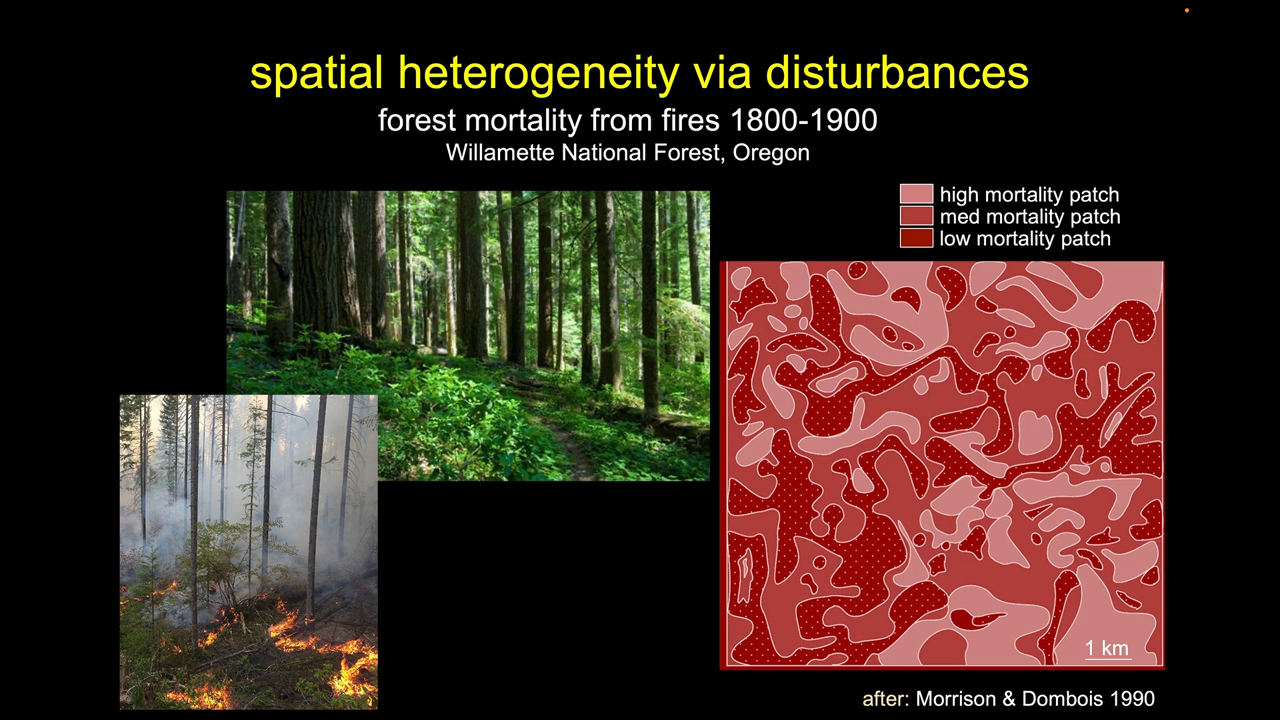 spatial heterogeneity via disturbances
forest mortality from fires 1800-1900
Willamette National Forest, Oregon
high mortality patch
med mortality patch
low mortality patch
1 km
after: Morrison & Dombois 1990